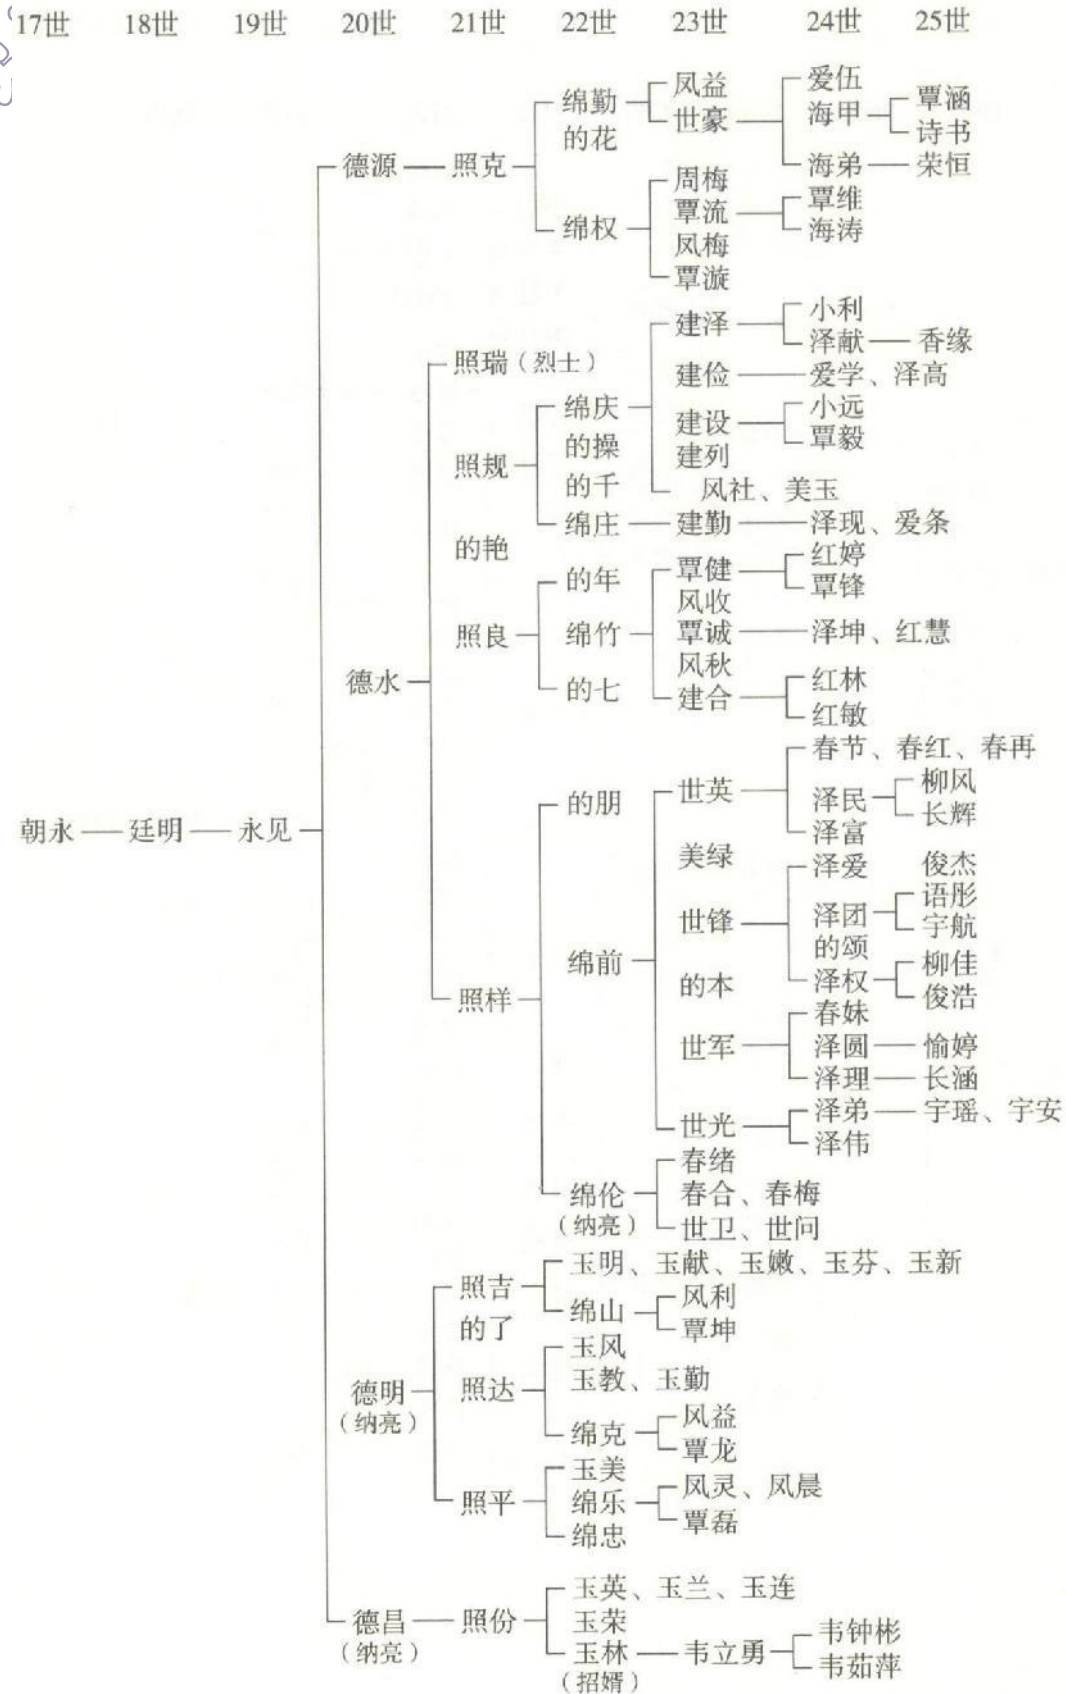 17世 18世 19世 20世 21世 22世 23世 24世 25世
爱伍
凤益
绵勤 世豪 海甲 覃涵
的花 诗书
德源 照克 海弟 荣恒
周梅
绵权 覃流 覃维
凤梅 海涛
覃漩
小利
建泽 泽献 香缘
照瑞（烈士） 建俭 爱学、泽高
绵庆 建设 小远
的操 建列 覃毅
照规 的千 风社、美玉
绵庄 建勤 泽现、爱条
的艳
的年 覃健 红婷
风收 覃锋
照良 绵竹 覃诚 泽坤、红慧
风秋
德水 的七 建合 红林
红敏
春节、春红、春再
的朋 世英 泽民 柳风
长辉
朝永 廷明 永见 泽富
美绿 泽爱 俊杰
世锋 泽团 语彤
的颂 宇航
绵前 的本 泽权 柳佳
照样 俊浩
春妹
世军 泽圆 愉婷
泽理 长涵
世光 泽弟 宇瑶、宇安
泽伟
春绪
绵伦 春合、春梅
（纳亮） 世卫、世问
照吉 玉明、玉献、玉嫩、玉芬、玉新
的了 绵山 风利
覃坤
玉风
德明 照达 玉教、玉勤
（纳亮） 绵克 风益
覃龙
玉美
照平 绵乐 凤灵、凤晨
绵忠 覃磊
玉英、玉兰、玉连
德昌 照份 玉荣
（纳亮） 玉林 韦立勇 韦钟彬
（招婿） 韦茹萍